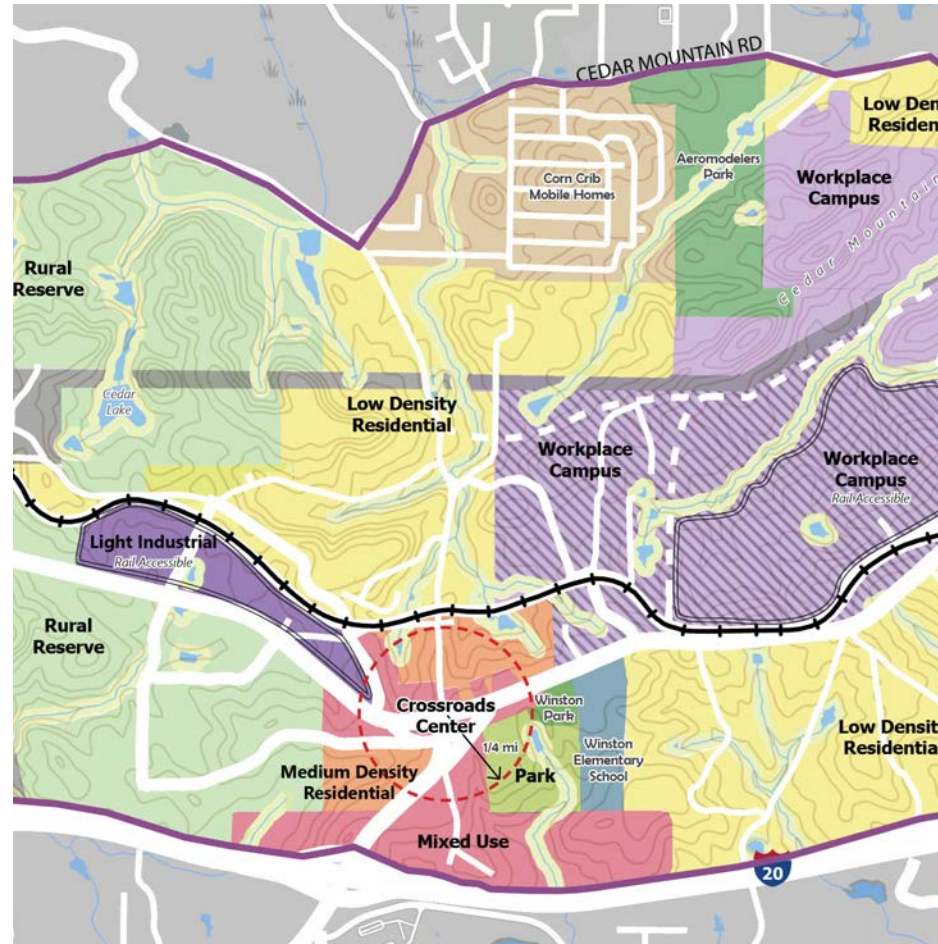 CEDAR MOUNTAIN RD
Low Den
Residen
Aeromodelers
Park
Corn Crib
Mobile Homes
Workplace
Campus
Cedar Mountain
Rural
Reserve
Cedar
Lake
Low Density
Residential
Workplace
Campus
Workplace
Campus
Rail Accessible
Light Industrial
Rail Accessible
Rural
Reserve
Crossroads
Center
Winston
Park
1/4 mi
Park
Winston
Elementary
School
Low Densit
Residentia
Medium Density
Residential
Mixed Use
20